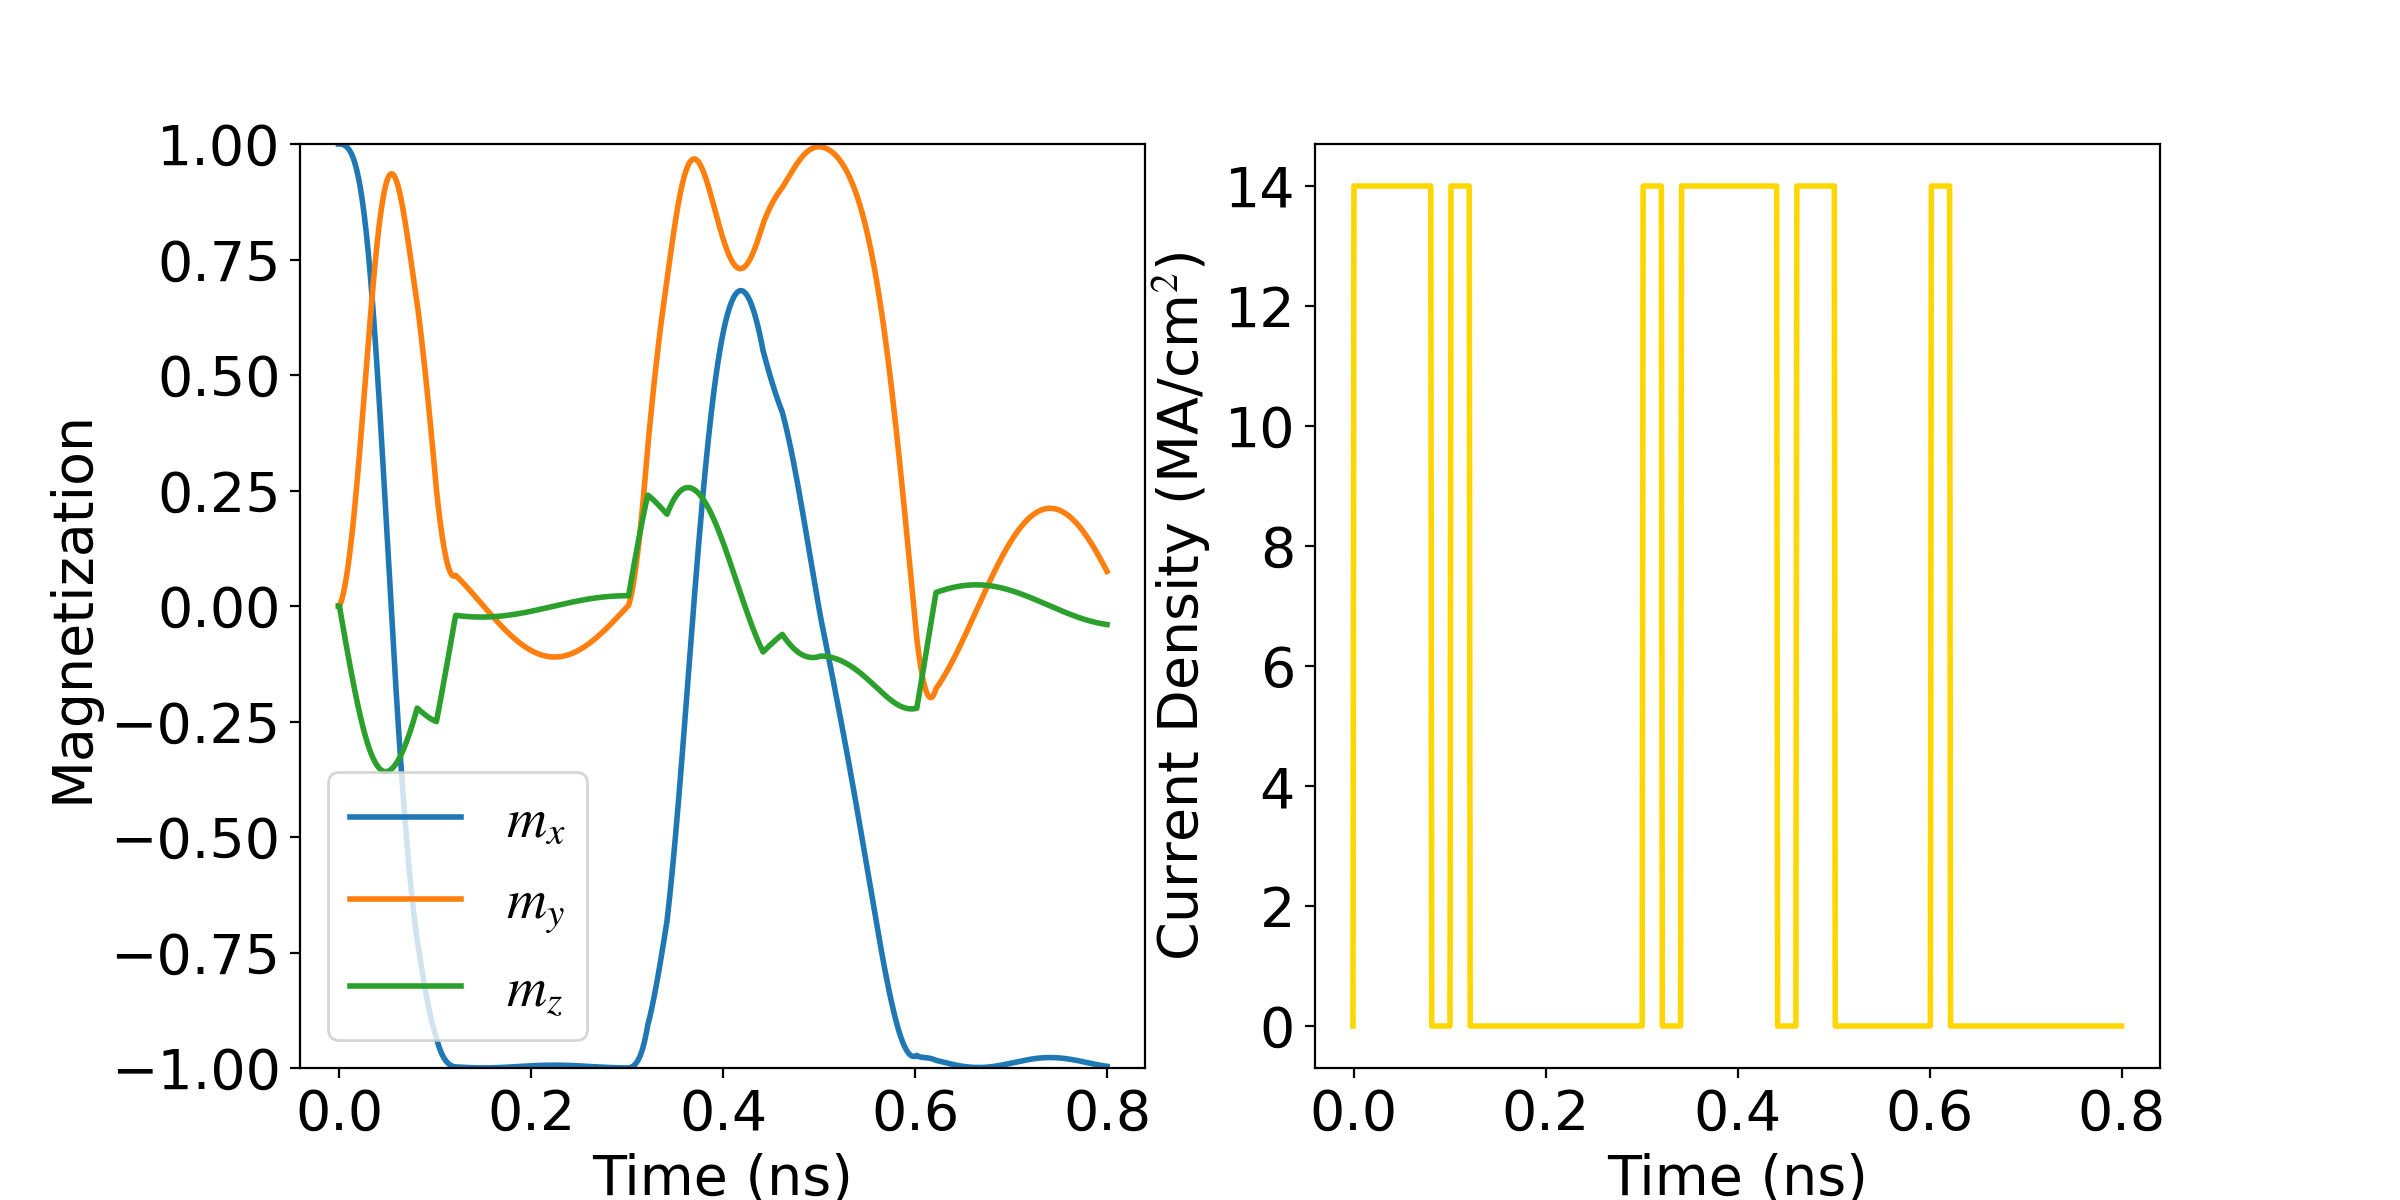 Magnetization
1.00
0.75
0.50
0.25
0.00
−0.25
−0.50
−0.75
−1.00
0.0 0.2 0.4 0.6 0.8
Time (ns)
mₓ
m_y
m_z
Current Density (MA/cm²)
14
12
10
8
6
4
2
0
0.0 0.2 0.4 0.6 0.8
Time (ns)